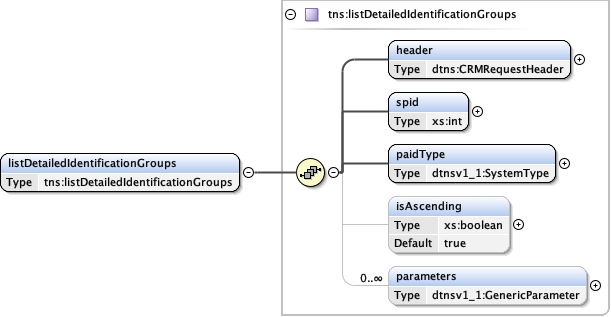 tns:listDetailedIdentificationGroups
header
Type dtns:CRMRequestHeader
spid
Type xs:int
listDetailedIdentificationGroups
Type tns:listDetailedIdentificationGroups
paidType
Type dtnsv1_1:SystemType
isAscending
Type xs:boolean
Default true
0..∞
parameters
Type dtnsv1_1:GenericParameter